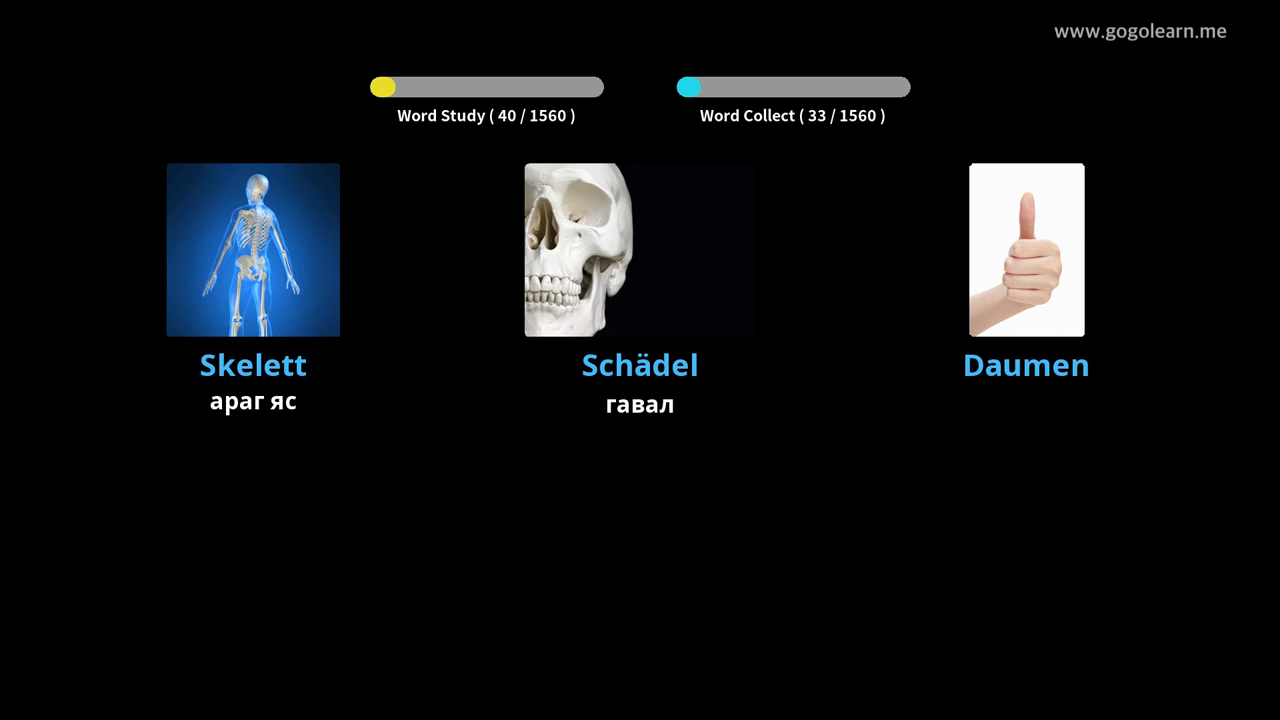 www.gogolearn.me
Word Study ( 40 / 1560 )
Word Collect ( 33 / 1560 )
Skelett
араг яс
Schädel
гавал
Daumen